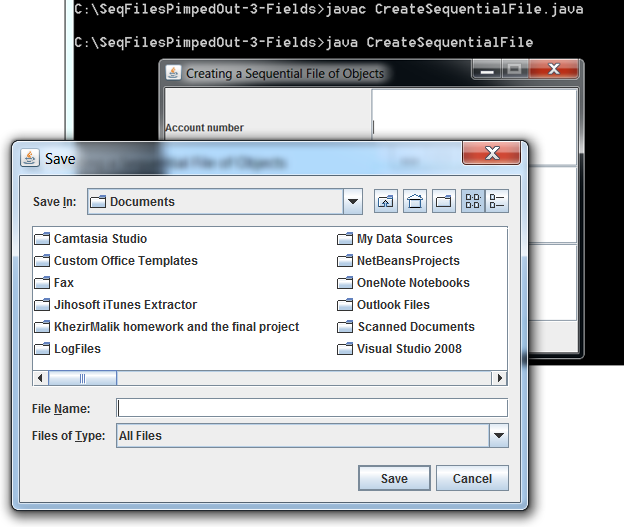 C:\SeqFilesPimpedOut-3-Fields>javac CreateSequentialFile.java
C:\SeqFilesPimpedOut-3-Fields>java CreateSequentialFile
Creating a Sequential File of Objects
Account number
Save
Save In: Documents
Camtasia Studio
Custom Office Templates
Fax
Jihosoft iTunes Extractor
KhezirMalik homework and the final project
LogFiles
My Data Sources
NetBeansProjects
OneNote Notebooks
Outlook Files
Scanned Documents
Visual Studio 2008
File Name:
Files of Type: All Files
Save Cancel